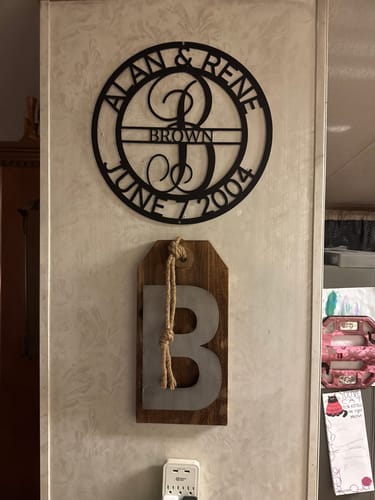 ALAN & RENE
B
BROWN
JUNE 7 2004
B